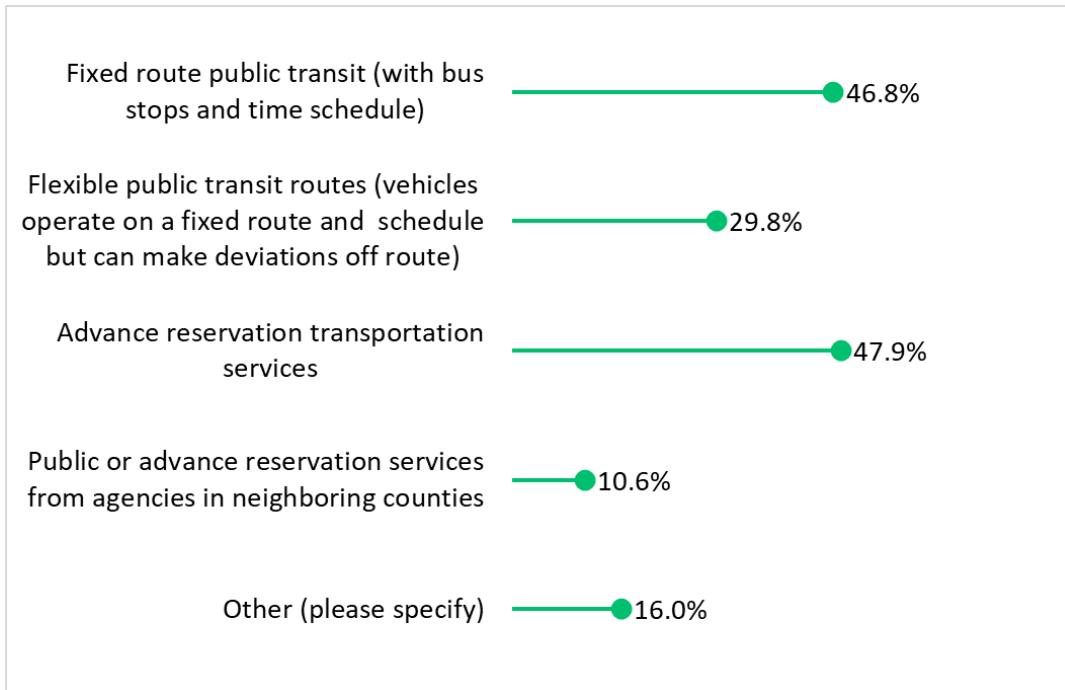 Fixed route public transit (with bus
stops and time schedule)
46.8%
Flexible public transit routes (vehicles
operate on a fixed route and  schedule
but can make deviations off route)
29.8%
Advance reservation transportation
services
47.9%
Public or advance reservation services
from agencies in neighboring counties
10.6%
Other (please specify)
16.0%